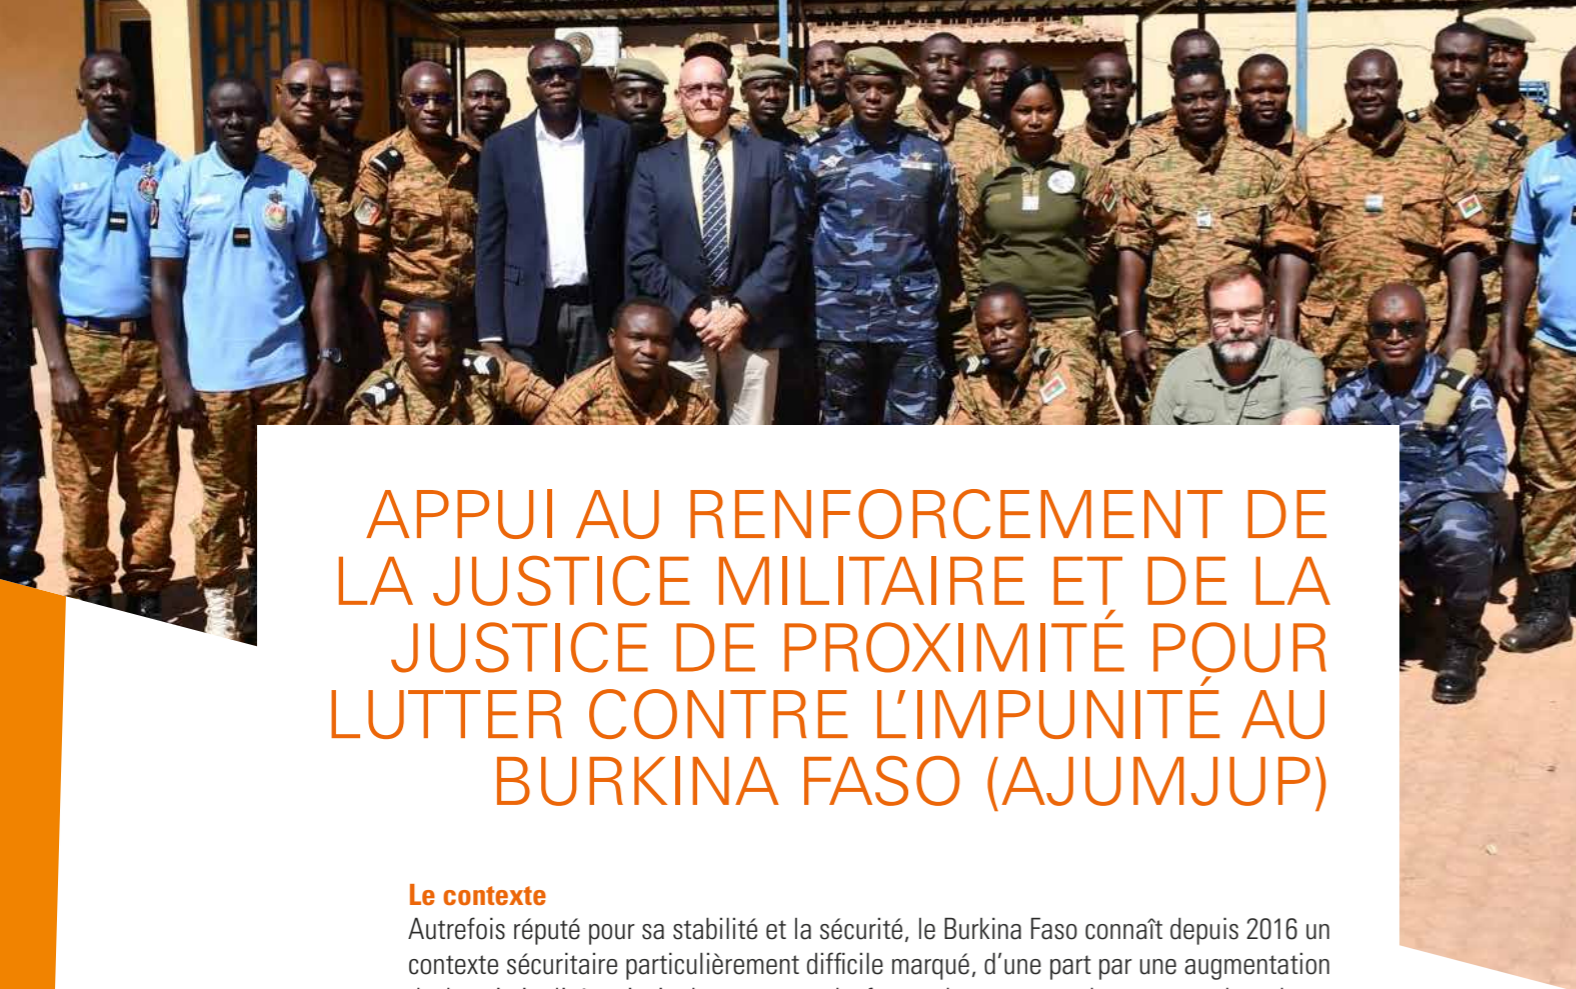 APPUI AU RENFORCEMENT DE
LA JUSTICE MILITAIRE ET DE LA
JUSTICE DE PROXIMITÉ POUR
LUTTER CONTRE L'IMPUNITÉ AU
BURKINA FASO (AJUMJUP)
Le contexte
Autrefois réputé pour sa stabilité et la sécurité, le Burkina Faso connaît depuis 2016 un
contexte sécuritaire particulièrement difficile marqué, d'une part par une augmentation